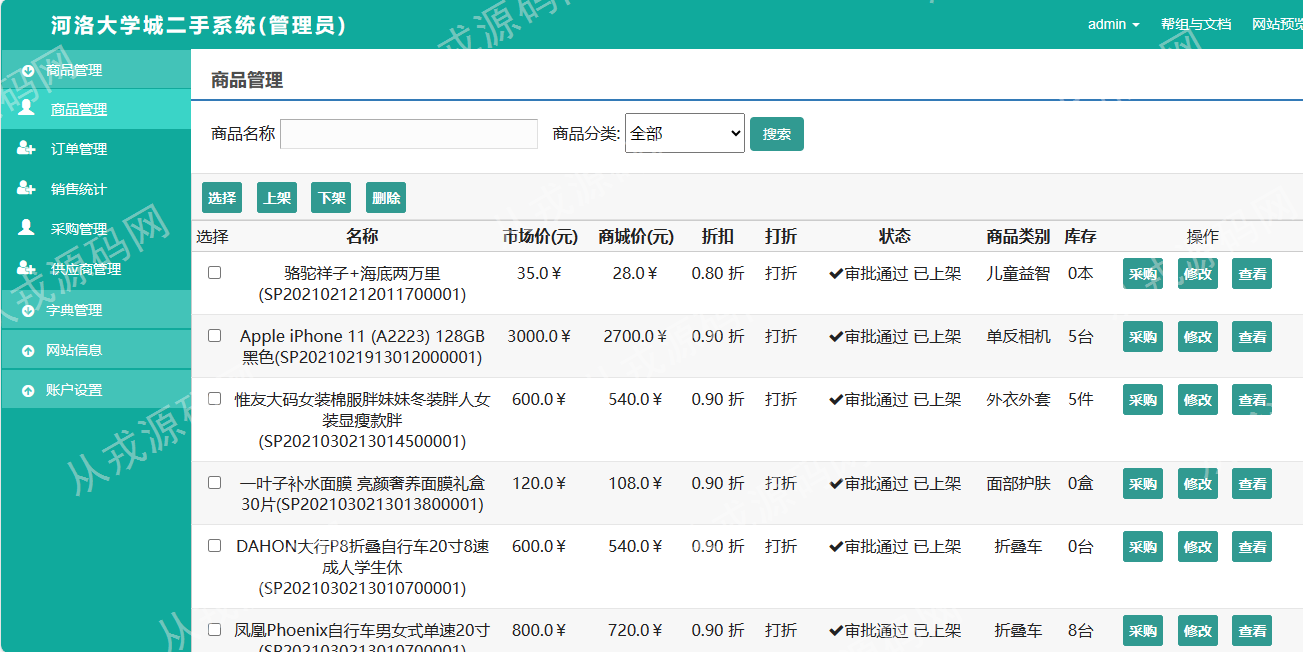 河洛大学城二手系统(管理员)
admin 帮组与文档 网站预览
商品管理
商品管理
订单管理
销售统计
采购管理
供应商管理
字典管理
网站信息
账户设置
商品管理
商品名称 商品分类: 全部 搜索
选择 上架 下架 删除
选择 名称 市场价(元) 商城价(元) 折扣 打折 状态 商品类别 库存 操作
骆驼祥子+海底两万里 35.0￥ 28.0￥ 0.80 折 打折 ✔审批通过 已上架 儿童益智 0本 采购 修改 查看
(SP2021021212011700001)
Apple iPhone 11 (A2223) 128GB 3000.0￥ 2700.0￥ 0.90 折 打折 ✔审批通过 已上架 单反相机 5台 采购 修改 查看
黑色(SP2021021913012000001)
惟友大码女装棉服胖妹妹冬装胖人女 600.0￥ 540.0￥ 0.90 折 打折 ✔审批通过 已上架 外衣外套 5件 采购 修改 查看
装显瘦款胖
(SP2021030213014500001)
一叶子补水面膜 亮颜奢养面膜礼盒 120.0￥ 108.0￥ 0.90 折 打折 ✔审批通过 已上架 面部护肤 0盒 采购 修改 查看
30片(SP2021030213013800001)
DAHON大行P8折叠自行车20寸8速 600.0￥ 540.0￥ 0.90 折 打折 ✔审批通过 已上架 折叠车 0台 采购 修改 查看
成人学生休
(SP2021030213010700001)
凤凰Phoenix自行车男女式单速20寸 800.0￥ 720.0￥ 0.90 折 打折 ✔审批通过 已上架 折叠车 8台 采购 修改 查看
(SP2021030213010700001)
从戎源码网